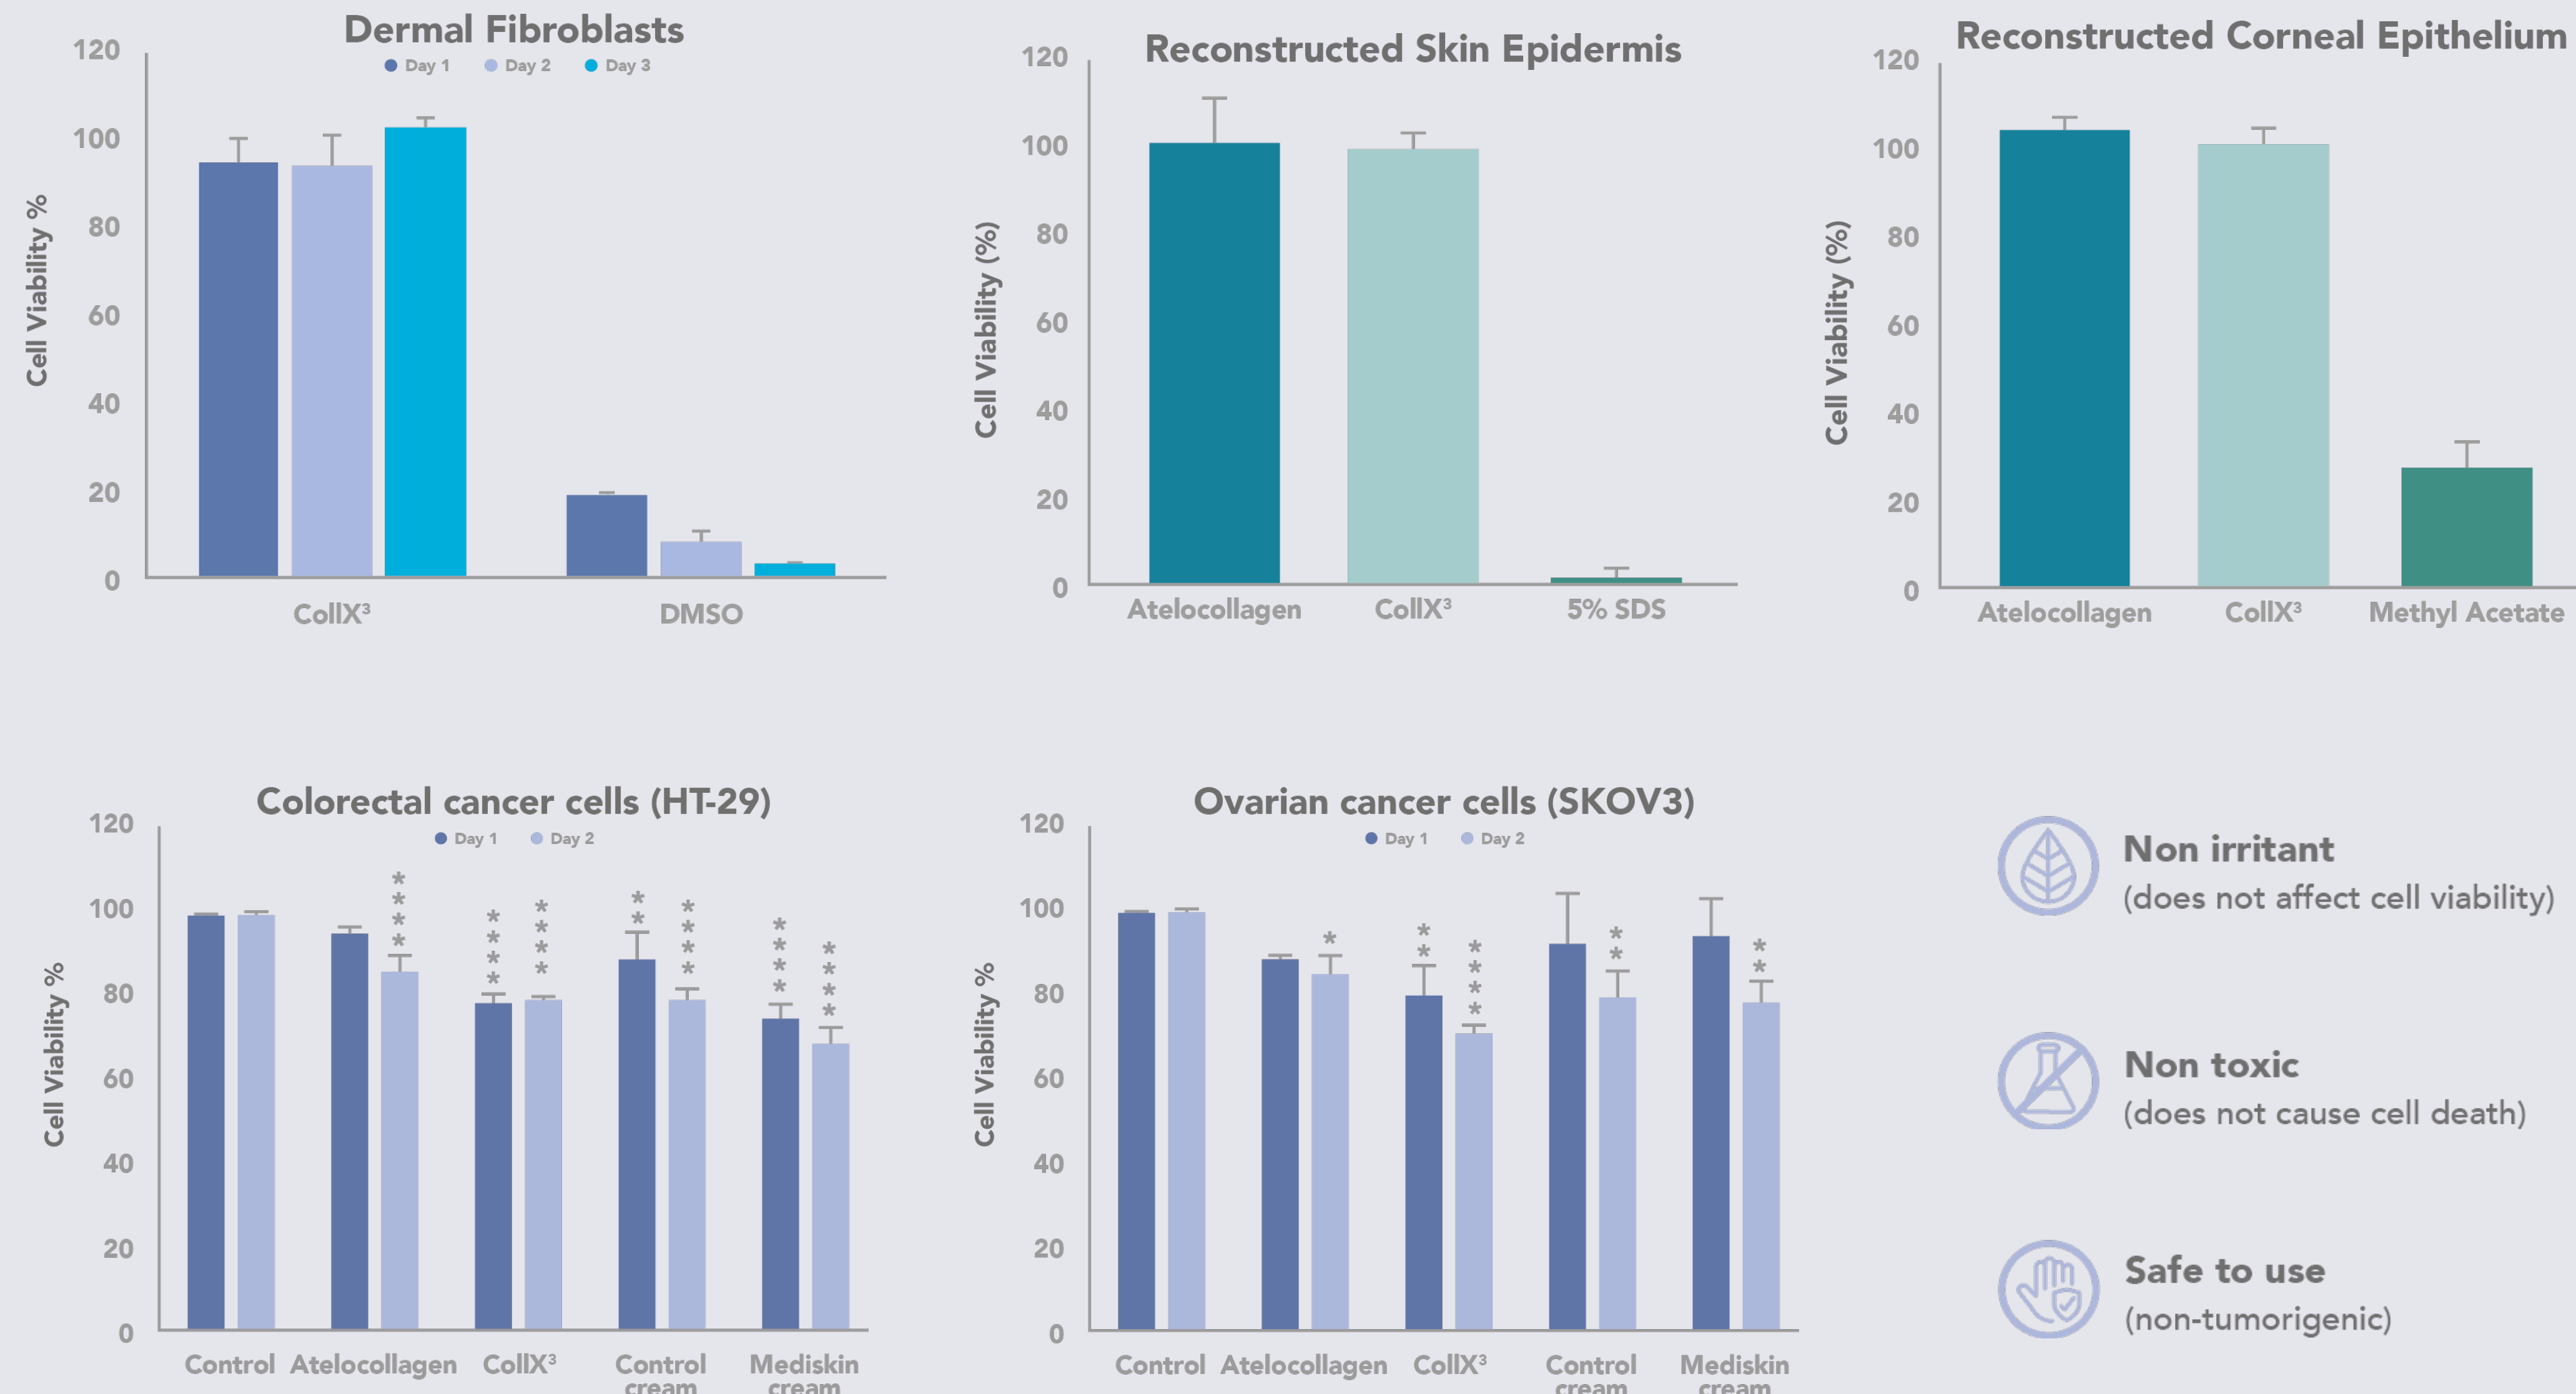 Dermal Fibroblasts
Day 1 Day 2 Day 3
Cell Viability %
120
100
80
60
40
20
0
CollX³ DMSO
Reconstructed Skin Epidermis
Cell Viability (%)
120
100
80
60
40
20
0
Atelocollagen CollX³ 5% SDS
Reconstructed Corneal Epithelium
Cell Viability (%)
120
100
80
60
40
20
0
Atelocollagen CollX³ Methyl Acetate
Colorectal cancer cells (HT-29)
Day 1 Day 2
Cell Viability %
120
100
80
60
40
20
0
**** **** **** ** **** **** ****
Control Atelocollagen CollX³ Control Mediskin
cream cream
Ovarian cancer cells (SKOV3)
Day 1 Day 2
Cell Viability %
120
100
80
60
40
20
0
* ** **** ** **
Control Atelocollagen CollX³ Control Mediskin
cream cream
Non irritant
(does not affect cell viability)
Non toxic
(does not cause cell death)
Safe to use
(non-tumorigenic)